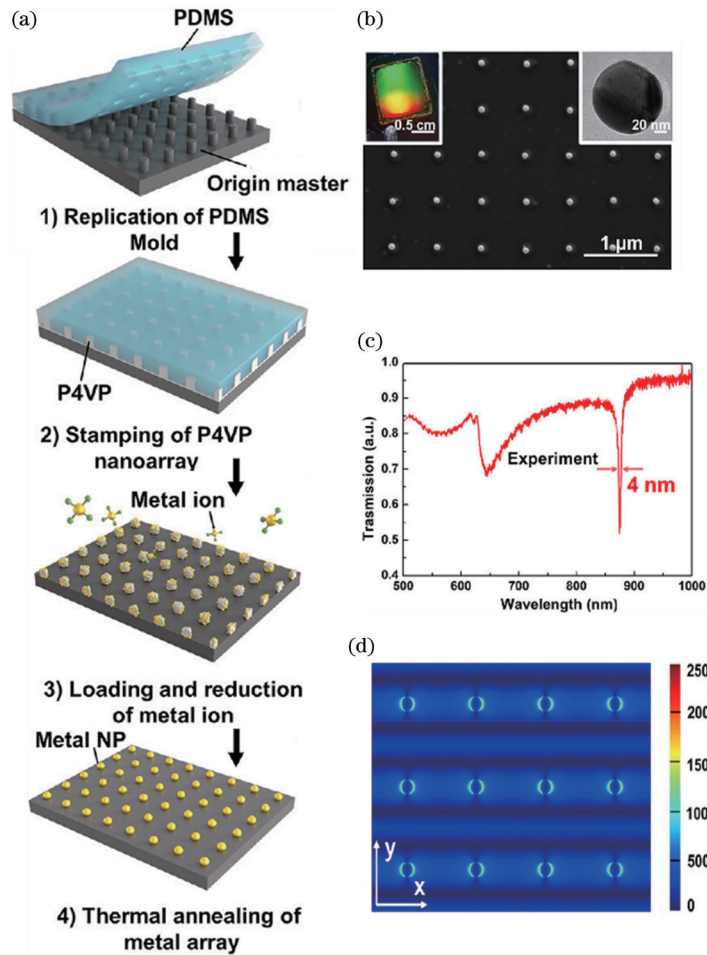 (a)
PDMS
Origin master
1) Replication of PDMS
Mold
P4VP
2) Stamping of P4VP
nanoarray
Metal ion
3) Loading and reduction
of metal ion
Metal NP
4) Thermal annealing of
metal array
(b)
0.5 cm
20 nm
1 μm
(c)
1.0
0.9
0.8
0.7
0.6
0.5
0.4
Trasmission (a.u.)
Experiment
4 nm
500 600 700 800 900 1000
Wavelength (nm)
(d)
y
x
250
200
150
100
500
0